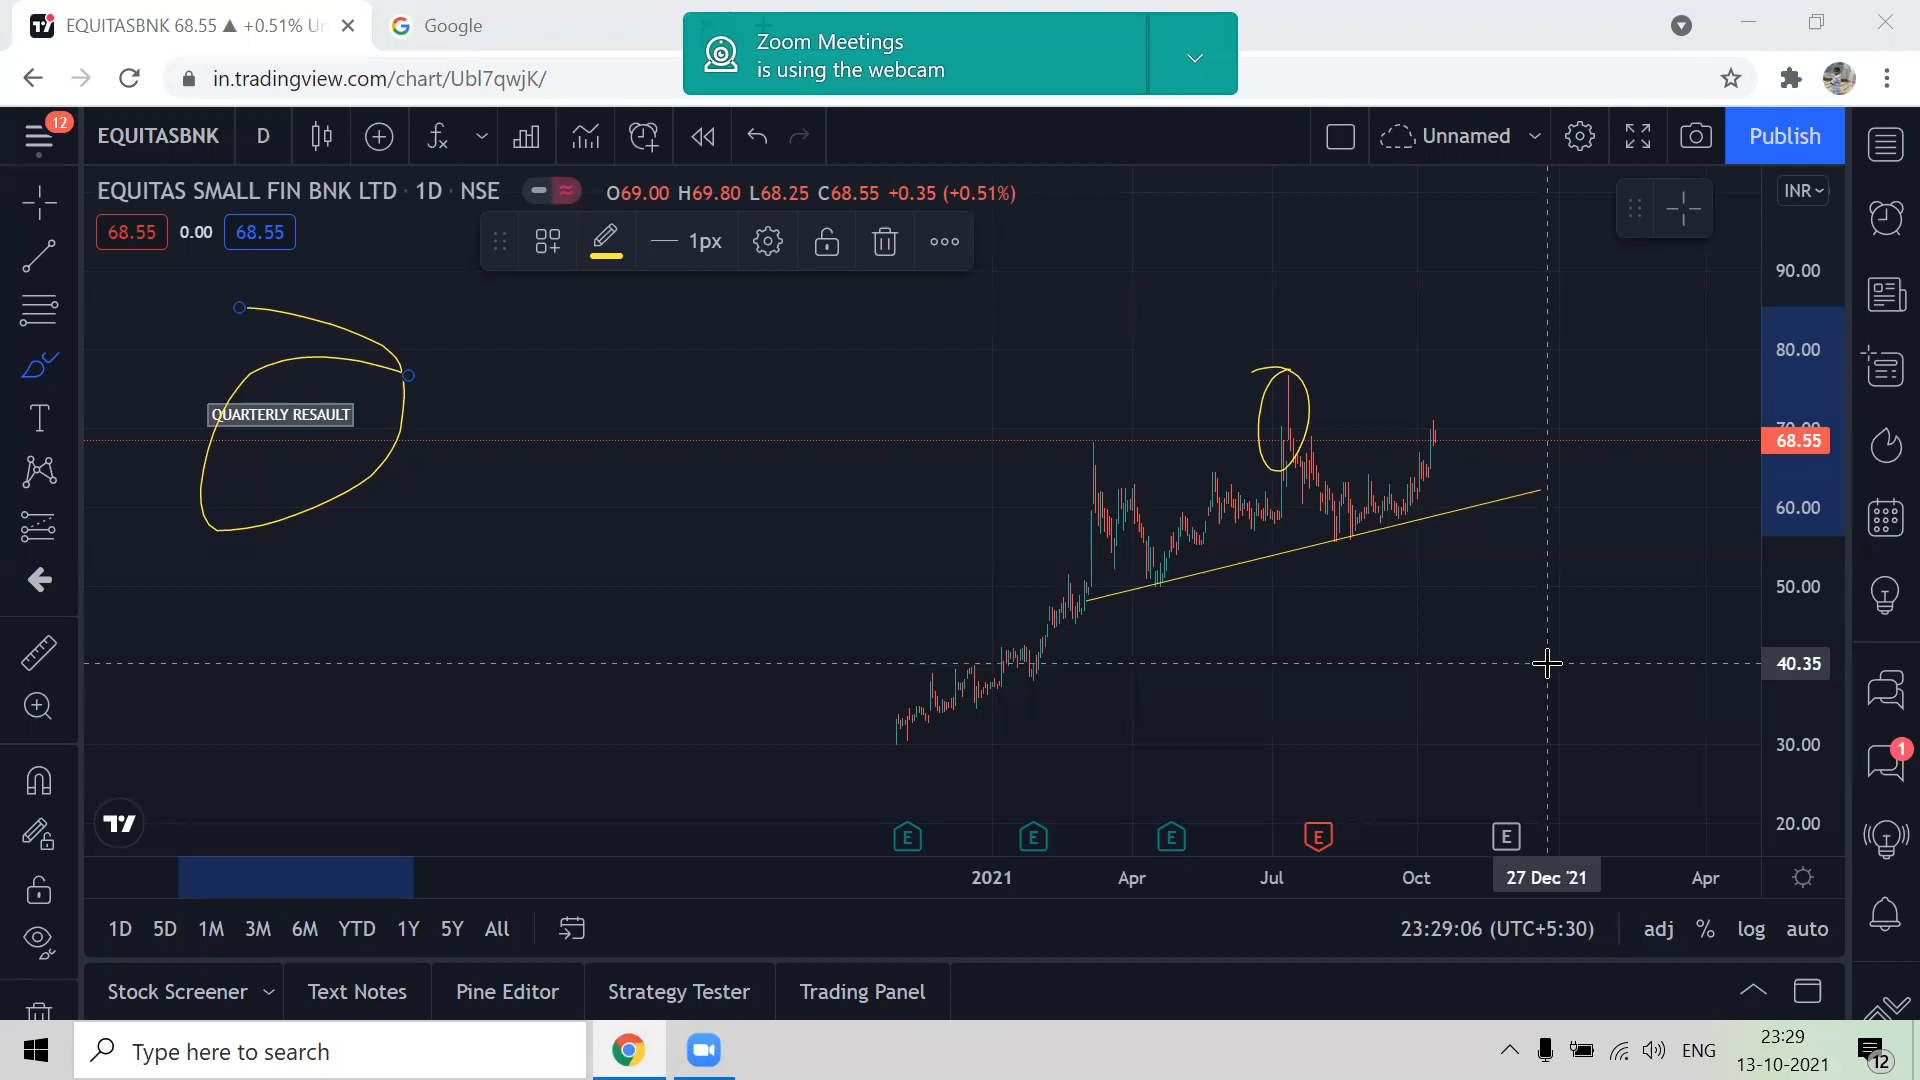 EQUITASBNK 68.55 ▲ +0.51% Un
Google
Zoom Meetings
is using the webcam
in.tradingview.com/chart/Ubl7qwjK/
12
EQUITASBNK
D
Unnamed
Publish
EQUITAS SMALL FIN BNK LTD · 1D · NSE
O69.00 H69.80 L68.25 C68.55 +0.35 (+0.51%)
INR
68.55
0.00
68.55
1px
90.00
80.00
QUARTERLY RESAULT
70.00
68.55
60.00
50.00
40.35
30.00
20.00
1
E
E
E
E
E
2021
Apr
Jul
Oct
27 Dec '21
Apr
1D
5D
1M
3M
6M
YTD
1Y
5Y
All
23:29:06 (UTC+5:30)
adj
%
log
auto
Stock Screener
Text Notes
Pine Editor
Strategy Tester
Trading Panel
Type here to search
ENG
23:29
13-10-2021
12